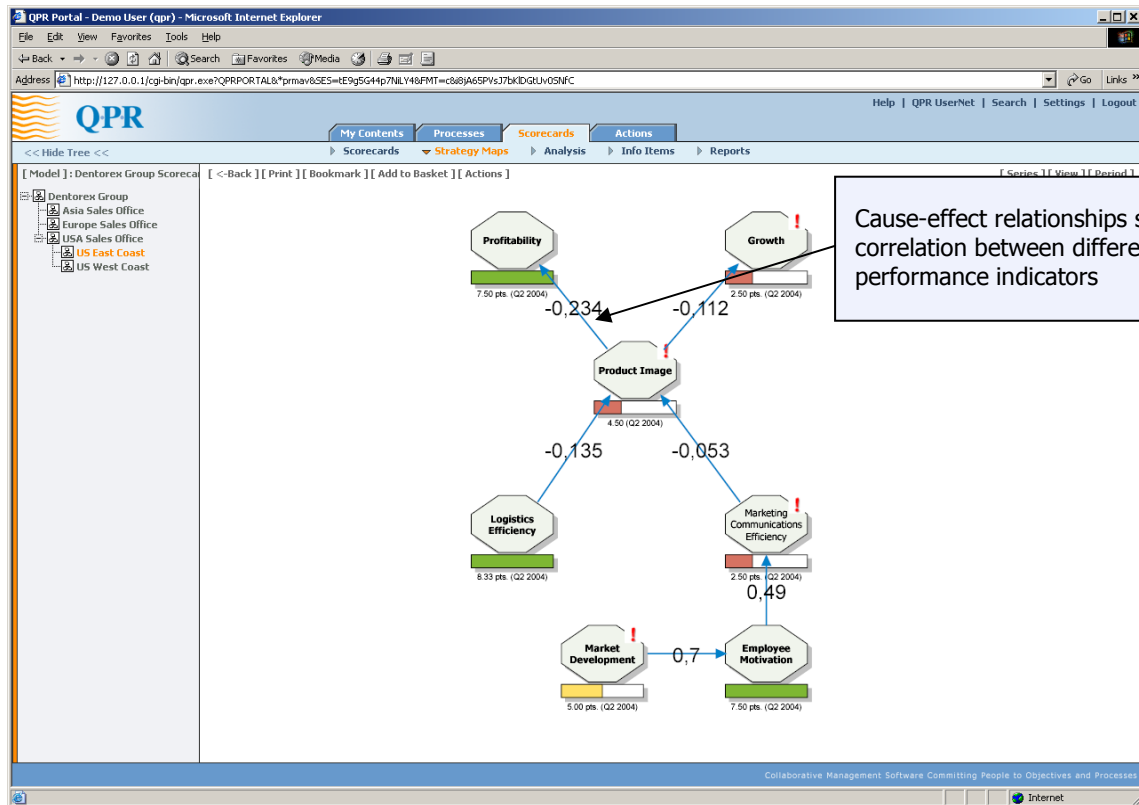 QPR Portal - Demo User (qpr) - Microsoft Internet Explorer
File Edit View Favorites Tools Help
Back Search Favorites Media
Address http://127.0.0.1/cgi-bin/qpr.exe?QPRPORTAL&*prmav&SES=tE9g5G44p7NiLY48FMT=c8i8jA65PVsJ7bKlDGtUv0SNfC Go Links »
QPR
Help | QPR UserNet | Search | Settings | Logout
My Contents Processes Scorecards Actions
<< Hide Tree <<
Scorecards Strategy Maps Analysis Info Items Reports
[ Model ] : Dentorex Group Scorecar
[ <-Back ] [ Print ] [ Bookmark ] [ Add to Basket ] [ Actions ]
[ Series ] [ View ] [ Period ]
Dentorex Group
Asia Sales Office
Europe Sales Office
USA Sales Office
US East Coast
US West Coast
Cause-effect relationships s
correlation between differe
performance indicators
Profitability
7.50 pts. (Q2 2004)
Growth
!
2.50 pts. (Q2 2004)
-0,234
-0,112
Product Image
!
4.50 (Q2 2004)
-0,135
-0,053
Logistics
Efficiency
8.33 pts. (Q2 2004)
Marketing
Communications
Efficiency
!
2.50 pts. (Q2 2004)
0,49
Market
Development
!
5.00 pts. (Q2 2004)
0,7
Employee
Motivation
7.50 pts. (Q2 2004)
Collaborative Management Software Committing People to Objectives and Processes
Internet